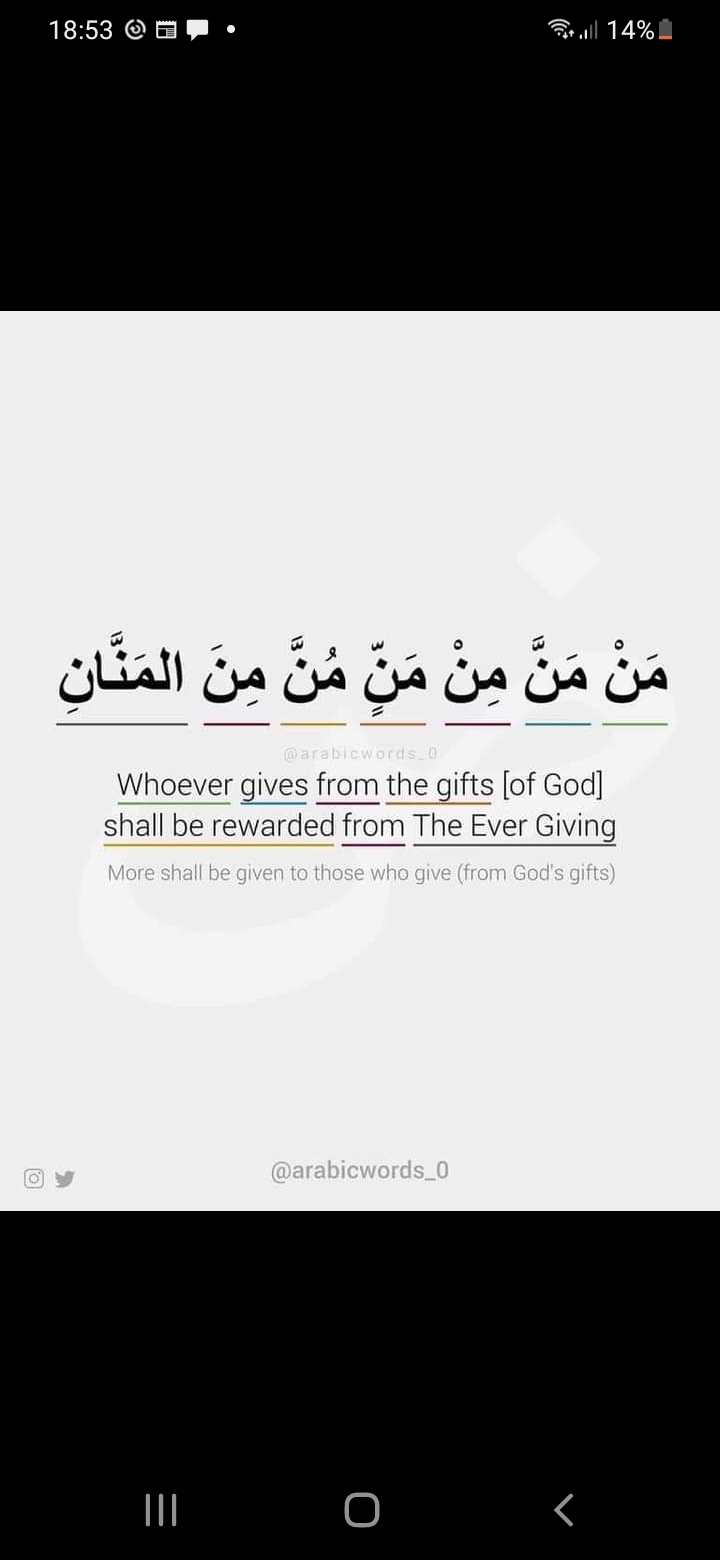 18:53
14%
مَنْ مَنَّ مِنْ مَنٍّ مُنَّ مِنَ المَنَّانِ
@arabicwords_0
Whoever gives from the gifts [of God]
shall be rewarded from The Ever Giving
More shall be given to those who give (from God's gifts)
@arabicwords_0